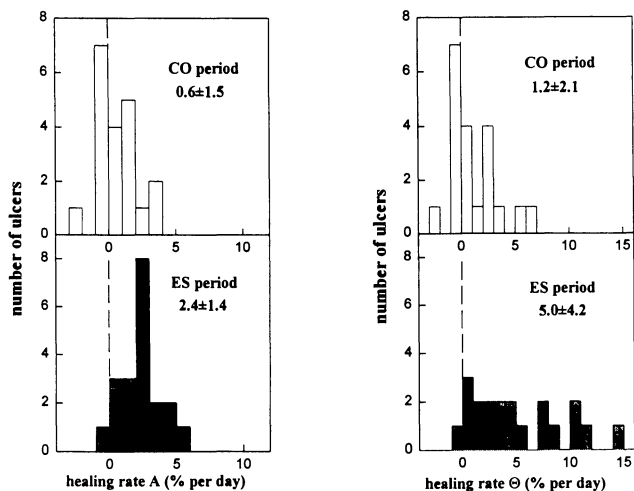 8
6
4
2
0
CO period
0.6±1.5
8
6
4
2
0
ES period
2.4±1.4
0 5 10
number of ulcers
healing rate A (% per day)
8
6
4
2
0
CO period
1.2±2.1
8
6
4
2
0
ES period
5.0±4.2
0 5 10 15
number of ulcers
healing rate Θ (% per day)